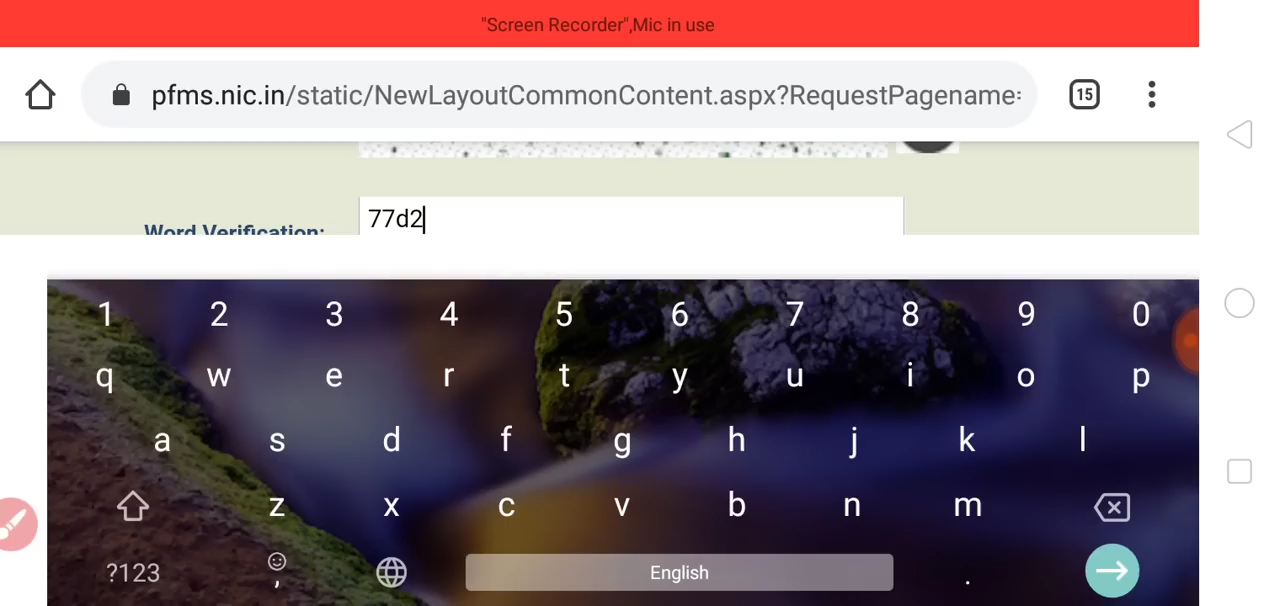 "Screen Recorder",Mic in use
pfms.nic.in/static/NewLayoutCommonContent.aspx?RequestPagename=
15
Word Verification:
77d2
1 2 3 4 5 6 7 8 9 0
q w e r t y u i o p
a s d f g h j k l
z x c v b n m
?123 , English .